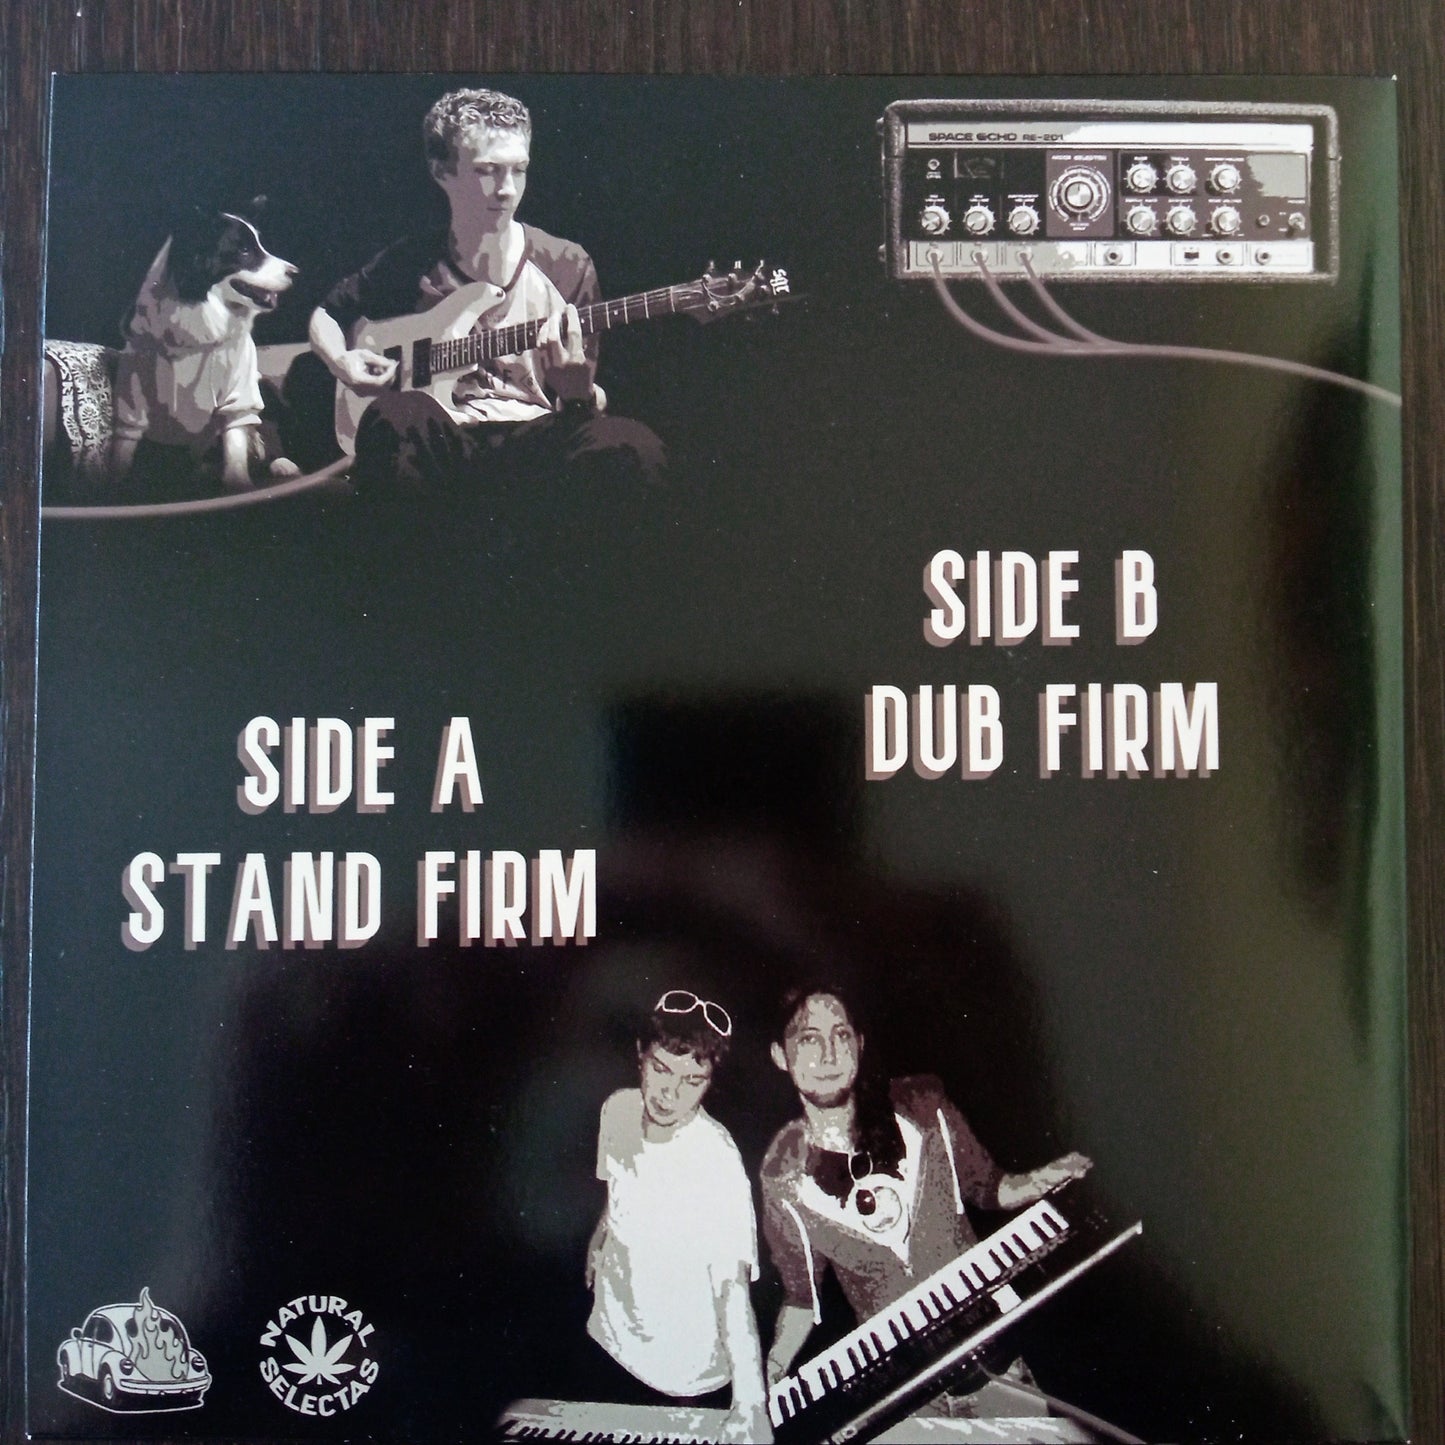 SPACE ECHO RE-201
SIDE B
DUB FIRM
SIDE A
STAND FIRM
NATURAL
SELECTAS